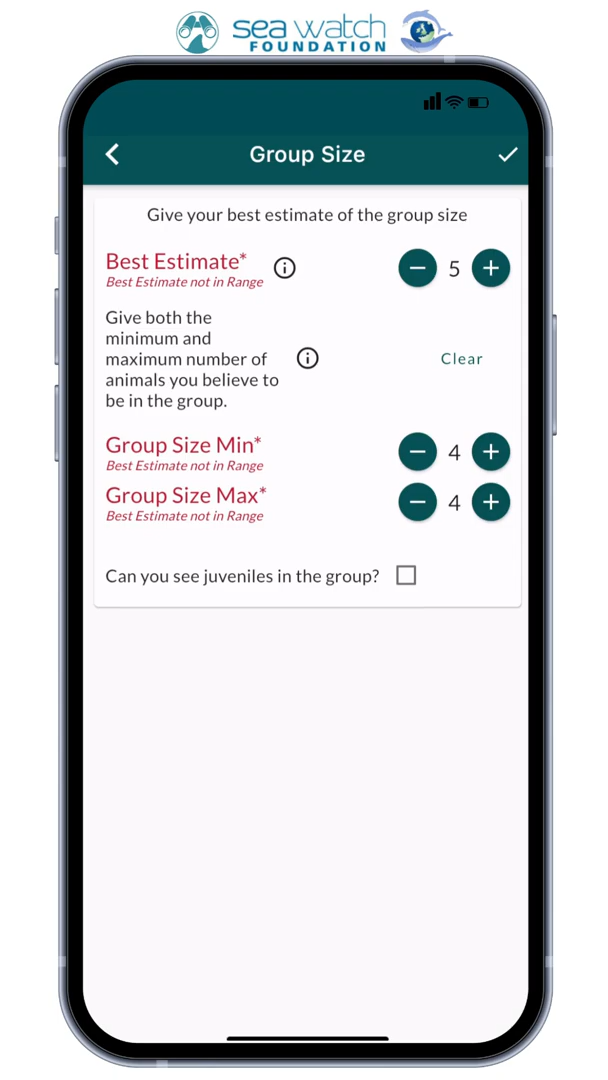 sea watch
FOUNDATION
Group Size
Give your best estimate of the group size
Best Estimate*
Best Estimate not in Range
5
Give both the
minimum and
maximum number of
animals you believe to
be in the group.
Clear
Group Size Min*
Best Estimate not in Range
4
Group Size Max*
Best Estimate not in Range
4
Can you see juveniles in the group?